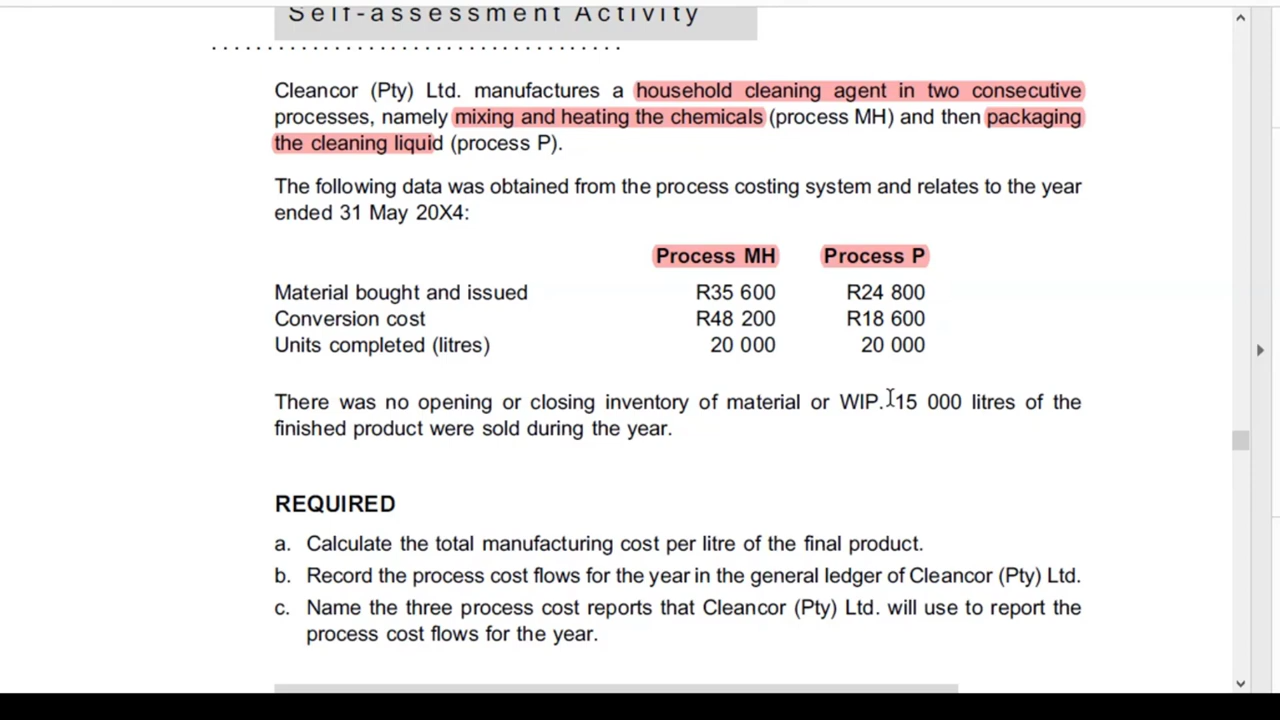 Self-assessment Activity
Cleancor (Pty) Ltd. manufactures a household cleaning agent in two consecutive
processes, namely mixing and heating the chemicals (process MH) and then packaging
the cleaning liquid (process P).
The following data was obtained from the process costing system and relates to the year
ended 31 May 20X4:
Process MH Process P
Material bought and issued R35 600 R24 800
Conversion cost R48 200 R18 600
Units completed (litres) 20 000 20 000
There was no opening or closing inventory of material or WIP. 15 000 litres of the
finished product were sold during the year.
REQUIRED
a. Calculate the total manufacturing cost per litre of the final product.
b. Record the process cost flows for the year in the general ledger of Cleancor (Pty) Ltd.
c. Name the three process cost reports that Cleancor (Pty) Ltd. will use to report the
process cost flows for the year.